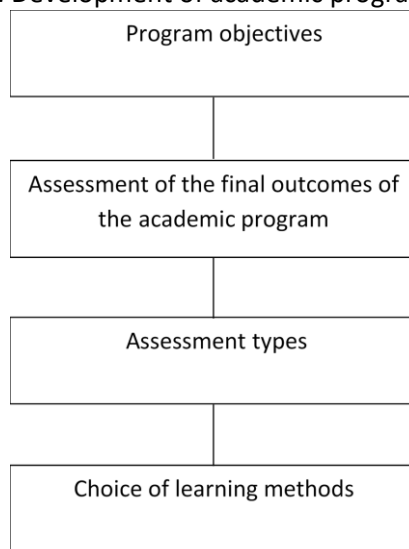 Development of academic
Program objectives
Assessment of the final outcomes of
the academic program
Assessment types
Choice of learning methods